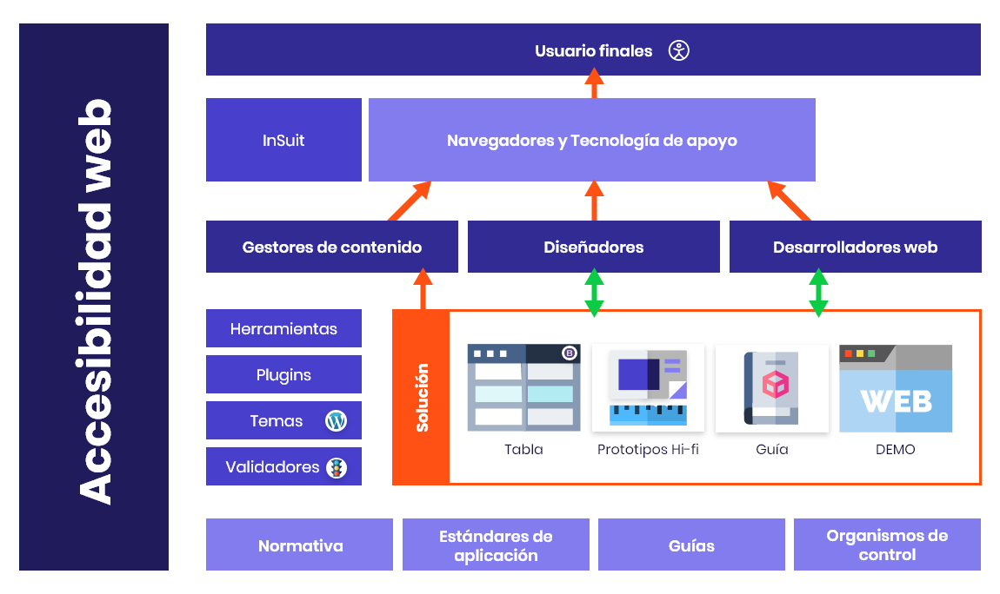 Accesibilidad web
Usuario finales
InSuit
Navegadores y Tecnología de apoyo
Gestores de contenido
Diseñadores
Desarrolladores web
Herramientas
Plugins
Temas
Validadores
Solución
B
WEB
Tabla
Prototipos Hi-fi
Guía
DEMO
Normativa
Estándares de
aplicación
Guías
Organismos de
control